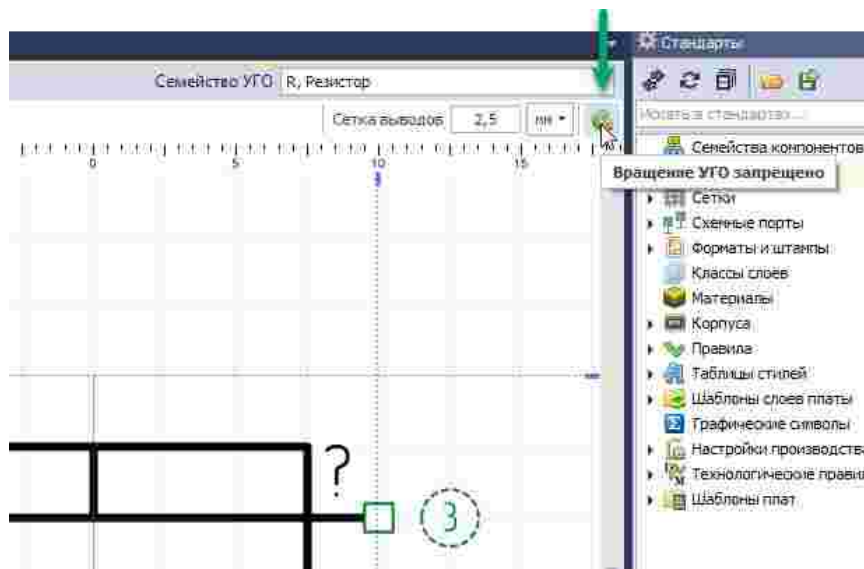 Стандарты
Семейство УГО R, Резистор
Сетка выводов 2,5 мм
Искать в стандартах...
0 5 10 15
Семейства компонентов
Вращение УГО запрещено
Сетки
Схемные порты
Форматы и штампы
Классы слоев
Материалы
Корпуса
Правила
Таблицы стилей
Шаблоны слоев платы
Графические символы
? Настройки производства
Технологические прави
3
Шаблоны плат